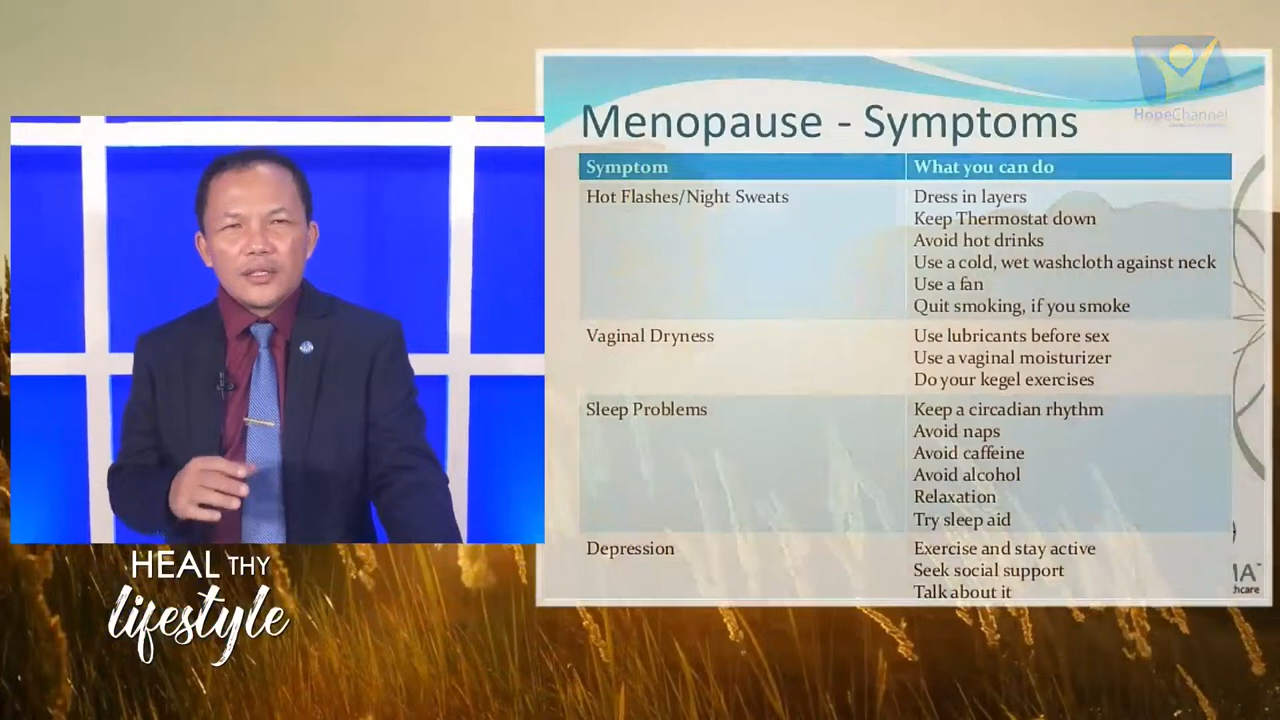 HopeChannel
Menopause - Symptoms
Symptom
What you can do
Hot Flashes/Night Sweats
Dress in layers
Keep Thermostat down
Avoid hot drinks
Use a cold, wet washcloth against neck
Use a fan
Quit smoking, if you smoke
Vaginal Dryness
Use lubricants before sex
Use a vaginal moisturizer
Do your kegel exercises
Sleep Problems
Keep a circadian rhythm
Avoid naps
Avoid caffeine
Avoid alcohol
Relaxation
Try sleep aid
Depression
Exercise and stay active
Seek social support
Talk about it
HEAL THY
lifestyle